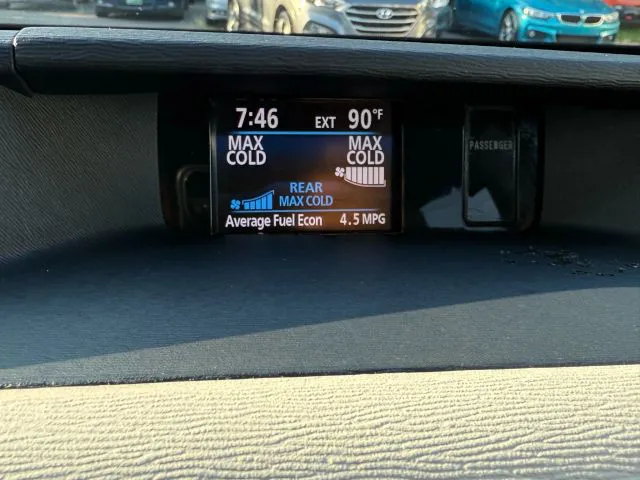 7:46 EXT 90°F
MAX COLD MAX COLD
REAR
MAX COLD
Average Fuel Econ 4.5 MPG
PASSENGER